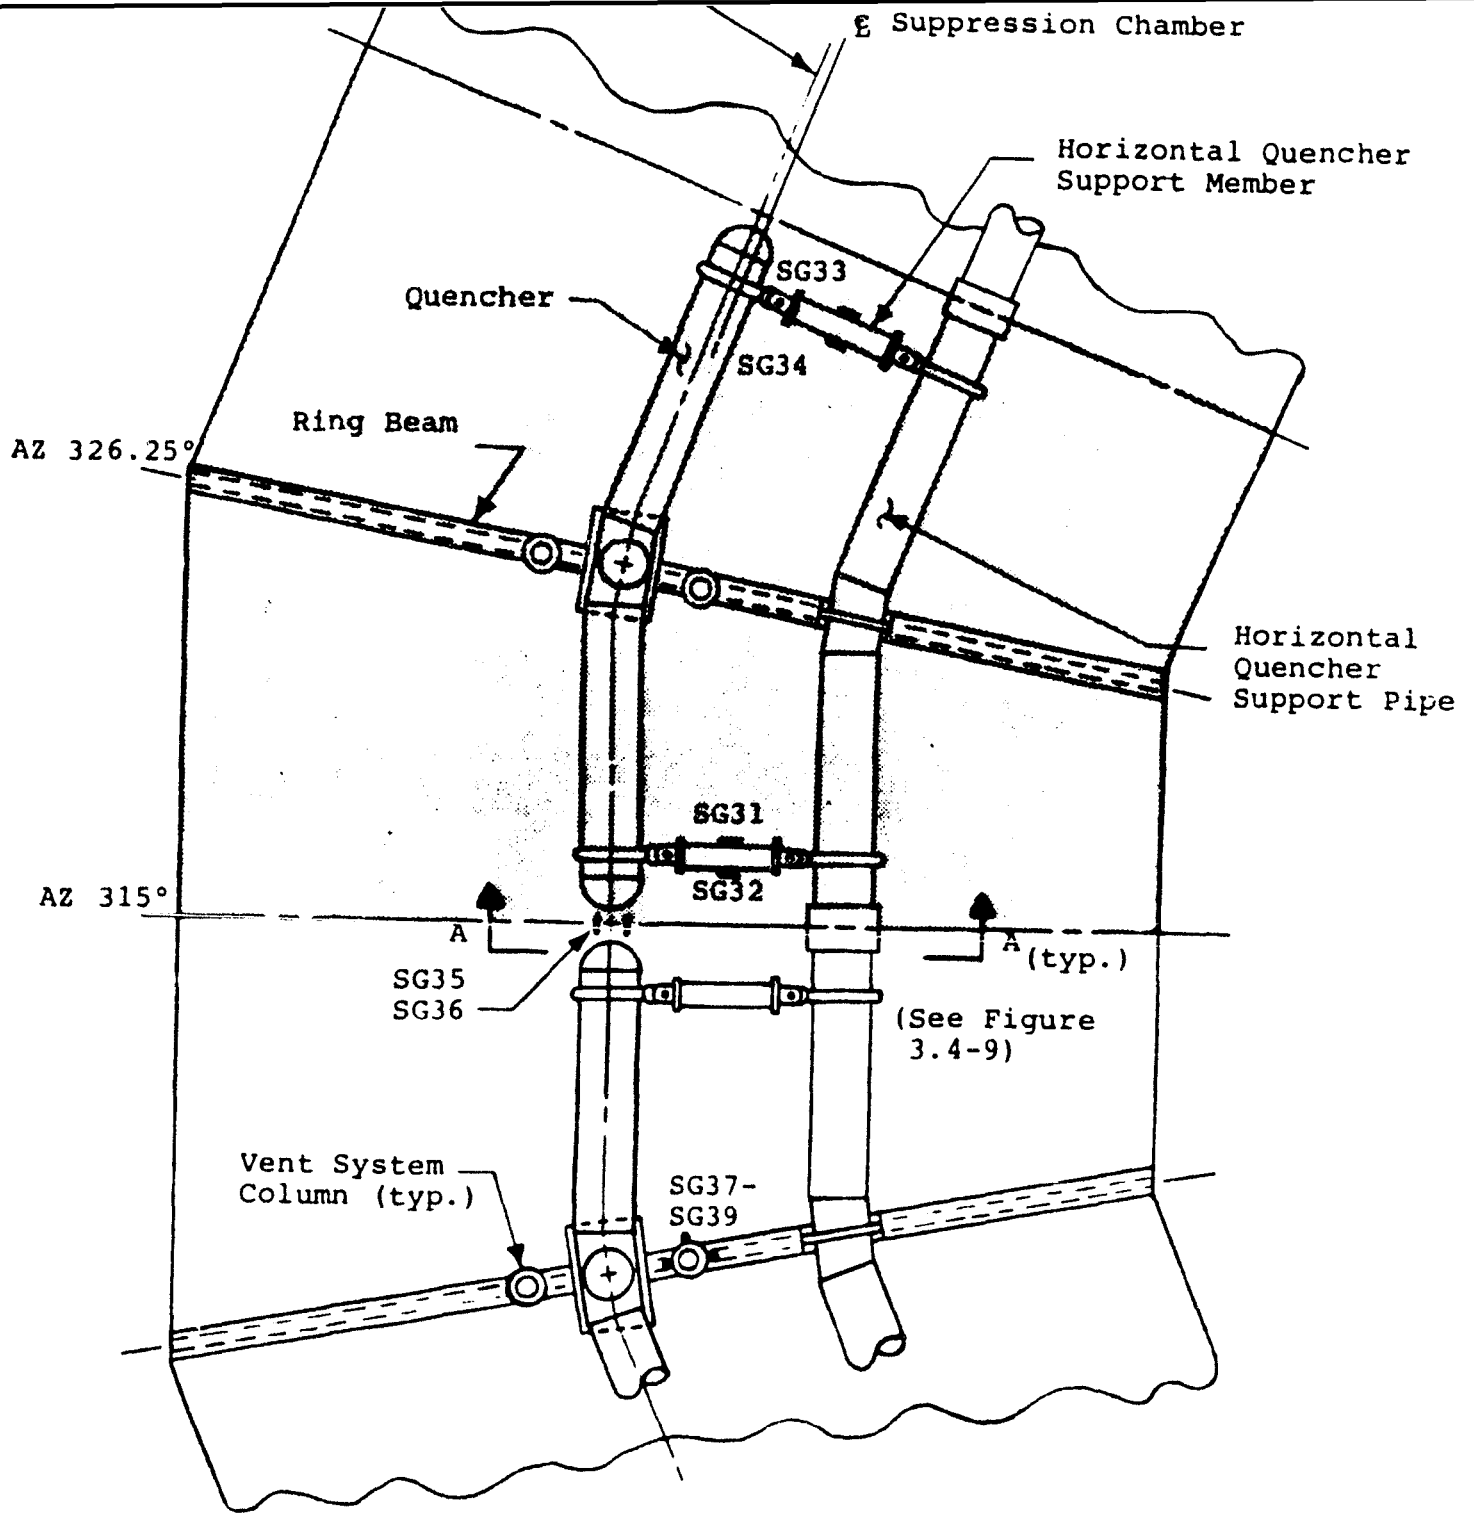 ℄ Suppression Chamber
Horizontal Quencher
Support Member
SG33
Quencher
SG34
Ring Beam
AZ 326.25°
Horizontal
Quencher
Support Pipe
SG31
SG32
AZ 315°
A
A
(typ.)
SG35
SG36
(See Figure
3.4-9)
Vent System
Column (typ.)
SG37-
SG39